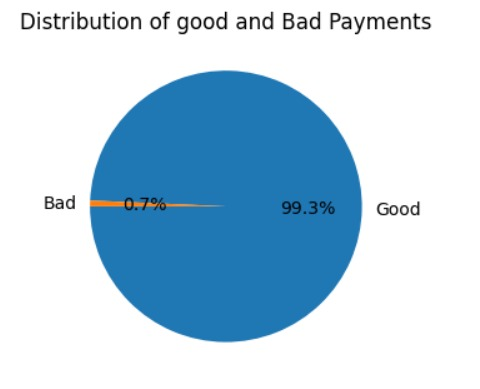 Distribution of good and Bad Payments
Bad
0.7%
99.3%
Good